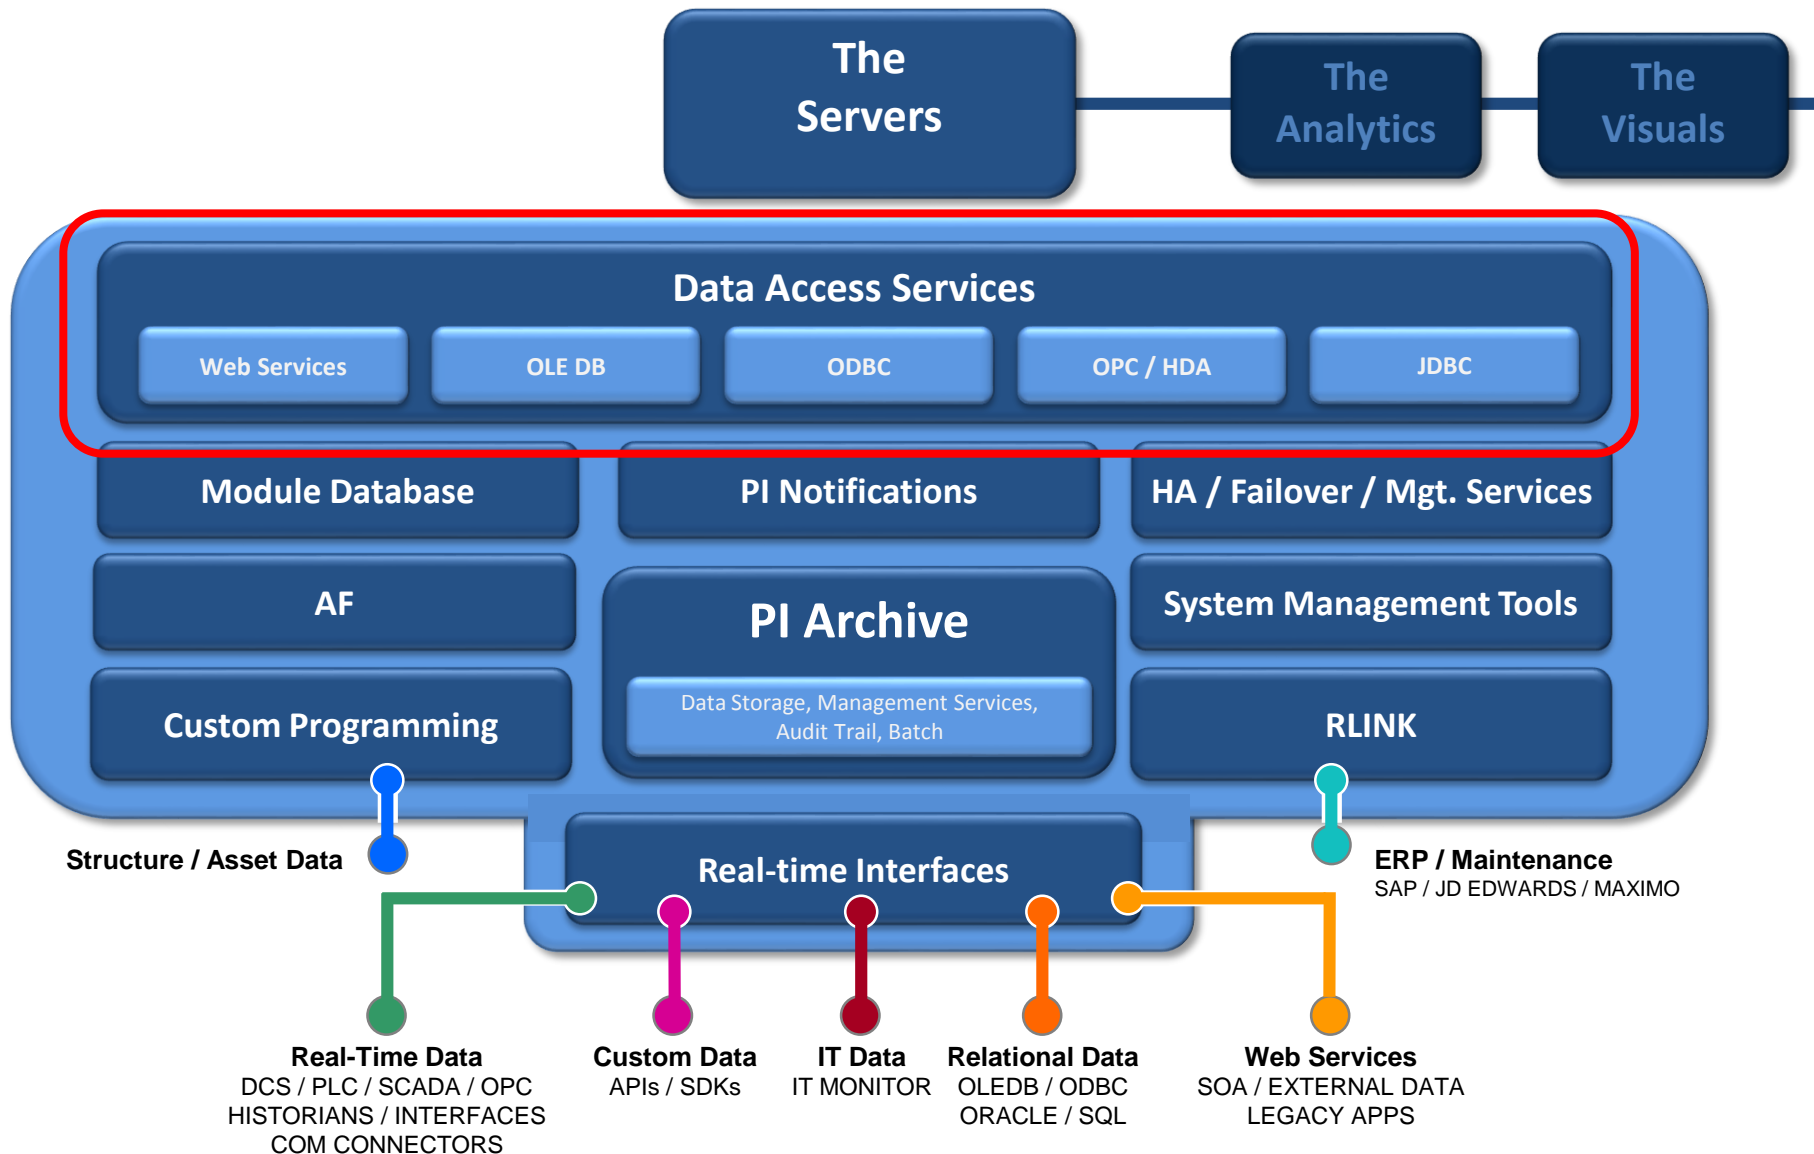 The
Servers
The
Analytics
The
Visuals
Data Access Services
Web Services
OLE DB
ODBC
OPC / HDA
JDBC
Module Database
PI Notifications
HA / Failover / Mgt. Services
AF
PI Archive
System Management Tools
Data Storage, Management Services,
Audit Trail, Batch
Custom Programming
RLINK
Structure / Asset Data
Real-time Interfaces
ERP / Maintenance
SAP / JD EDWARDS / MAXIMO
Real-Time Data
DCS / PLC / SCADA / OPC
HISTORIANS / INTERFACES
COM CONNECTORS
Custom Data
APIs / SDKs
IT Data
IT MONITOR
Relational Data
OLEDB / ODBC
ORACLE / SQL
Web Services
SOA / EXTERNAL DATA
LEGACY APPS